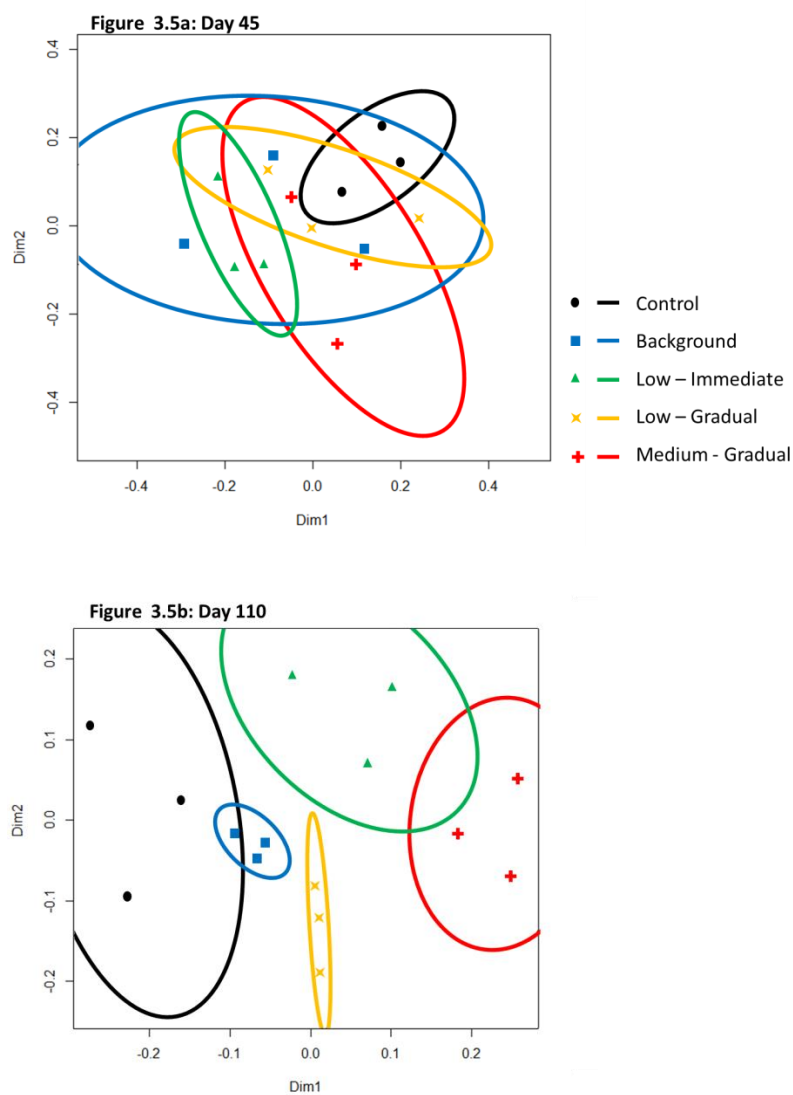 Figure 3.5a: Day 45
0.4
0.2
0.0
-0.2
-0.4
Dim2
-0.4 -0.2 0.0 0.2 0.4
Dim1
Control
Background
Low – Immediate
Low – Gradual
Medium - Gradual
Figure 3.5b: Day 110
0.2
0.1
0.0
-0.1
-0.2
Dim2
-0.2 -0.1 0.0 0.1 0.2
Dim1